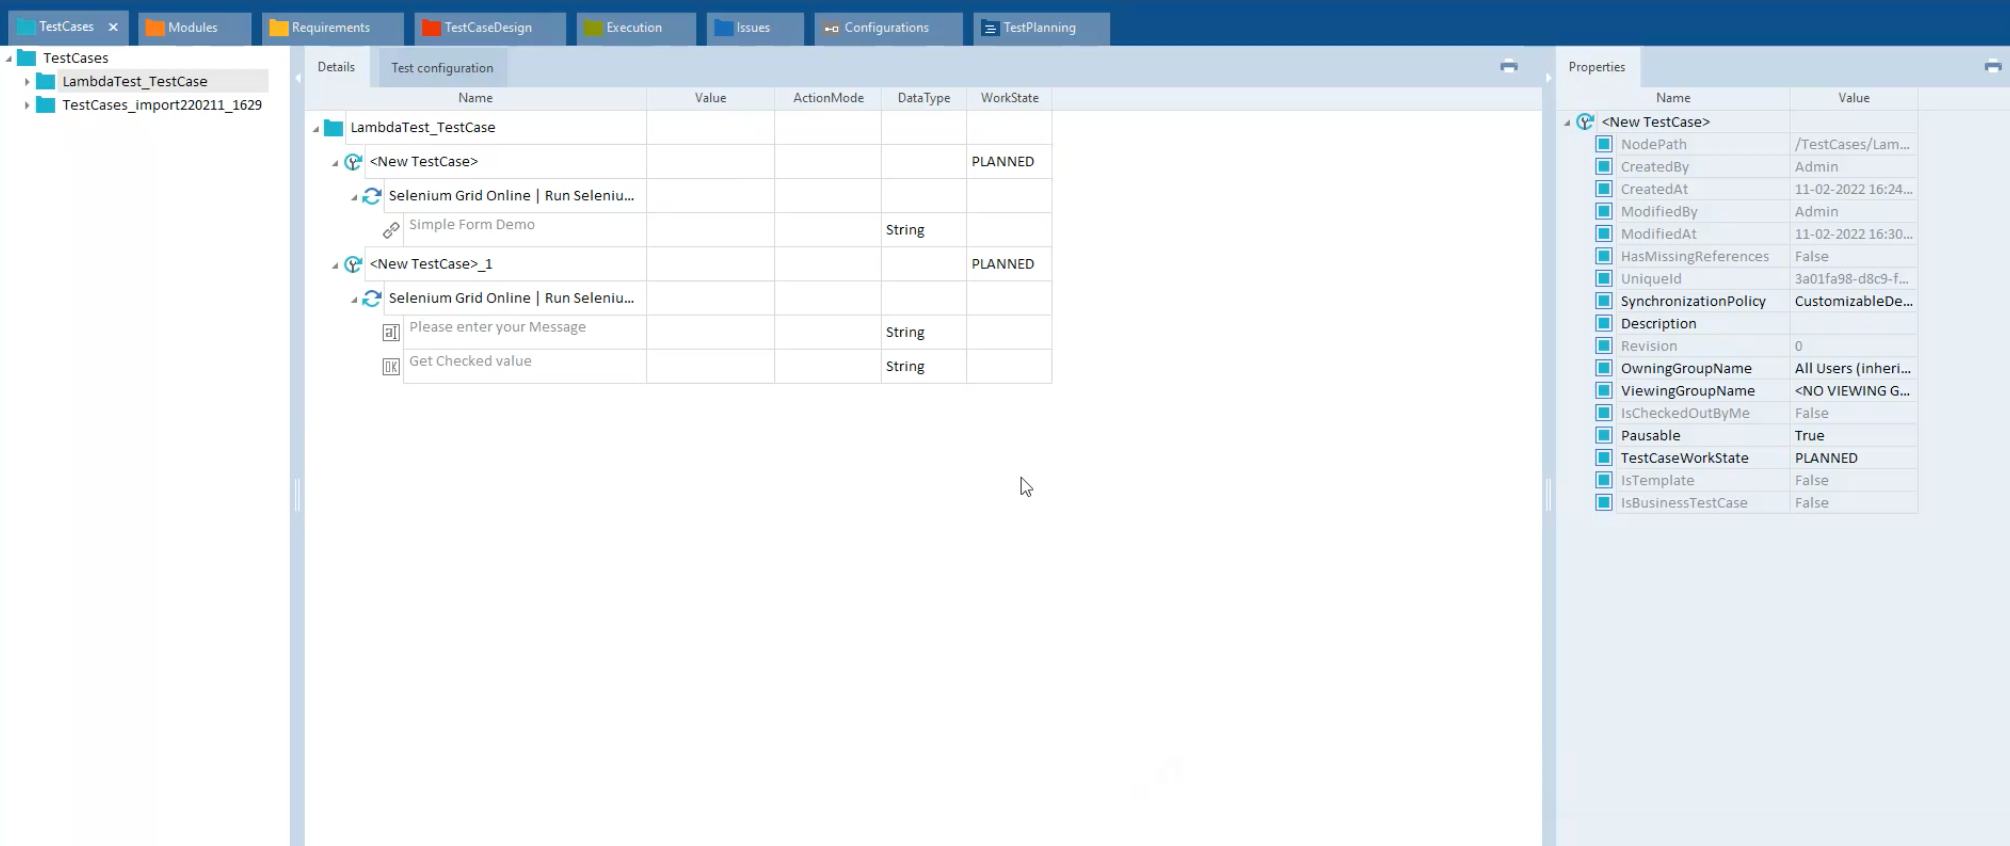 TestCases × Modules Requirements TestCaseDesign Execution Issues Configurations TestPlanning
TestCases
LambdaTest_TestCase
TestCases_import220211_1629
Details Test configuration
Name Value ActionMode DataType WorkState
LambdaTest_TestCase
<New TestCase> PLANNED
Selenium Grid Online | Run Seleniu...
Simple Form Demo String
<New TestCase>_1 PLANNED
Selenium Grid Online | Run Seleniu...
Please enter your Message String
Get Checked value String
Properties
Name Value
<New TestCase>
NodePath /TestCases/Lam...
CreatedBy Admin
CreatedAt 11-02-2022 16:24...
ModifiedBy Admin
ModifiedAt 11-02-2022 16:30...
HasMissingReferences False
UniqueId 3a01fa98-d8c9-f...
SynchronizationPolicy CustomizableDe...
Description
Revision 0
OwningGroupName All Users (inheri...
ViewingGroupName <NO VIEWING G...
IsCheckedOutByMe False
Pausable True
TestCaseWorkState PLANNED
IsTemplate False
IsBusinessTestCase False